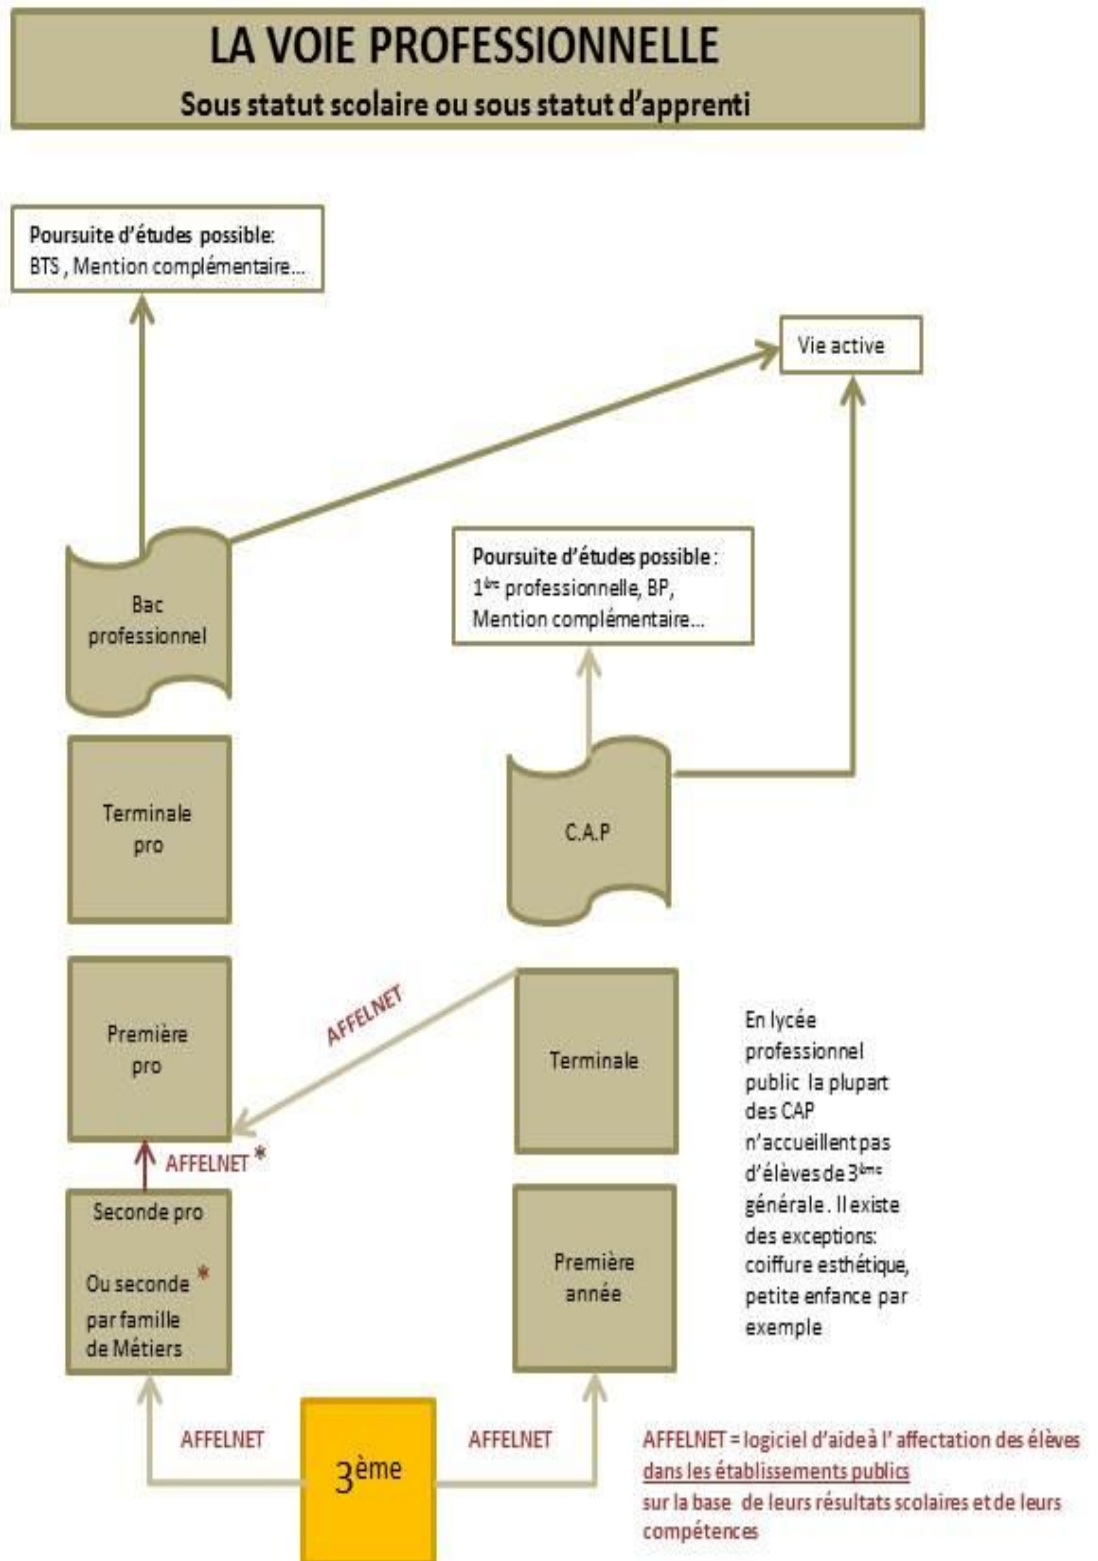 LA VOIE PROFESSIONNELLE
Sous statut scolaire ou sous statut d'apprenti
Poursuite d'études possible:
BTS , Mention complémentaire...
Vie active
Bac
professionnel
Poursuite d'études possible :
1ère professionnelle, BP,
Mention complémentaire...
Terminale
pro
C.A.P
Première
pro
AFFELNET
Terminale
En lycée
professionnel
public la plupart
des CAP
n'accueillent pas
d'élèves de 3ème
générale. Il existe
des exceptions:
coiffure esthétique,
petite enfance par
exemple
AFFELNET *
Seconde pro
Ou seconde *
par famille
de Métiers
Première
année
AFFELNET
3ème
AFFELNET
AFFELNET = logiciel d'aide à l' affectation des élèves
dans les établissements publics
sur la base de leurs résultats scolaires et de leurs
compétences